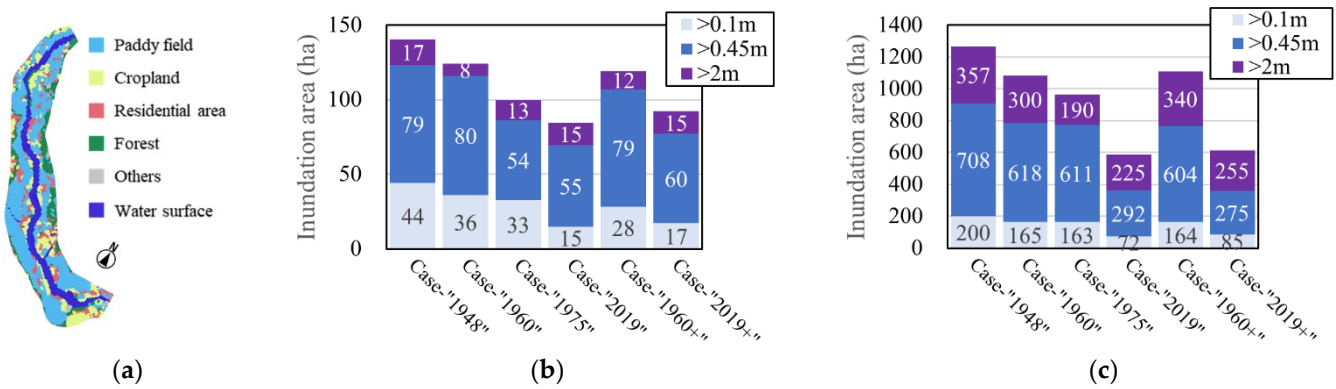 Paddy field
Cropland
Residential area
Forest
Others
Water surface
N
(a)
Inundation area (ha)
150
100
50
0
>0.1m
>0.45m
>2m
17
8
13
15
12
15
79
80
54
55
79
60
44
36
33
15
28
17
Case-"1948"
Case-"1960"
Case-"1975"
Case-"2019"
Case-"1960+"
Case-"2019+"
(b)
Inundation area (ha)
1400
1200
1000
800
600
400
200
0
>0.1m
>0.45m
>2m
357
300
190
225
340
255
708
618
611
292
604
275
200
165
163
72
164
85
Case-"1948"
Case-"1960"
Case-"1975"
Case-"2019"
Case-"1960+"
Case-"2019+"
(c)